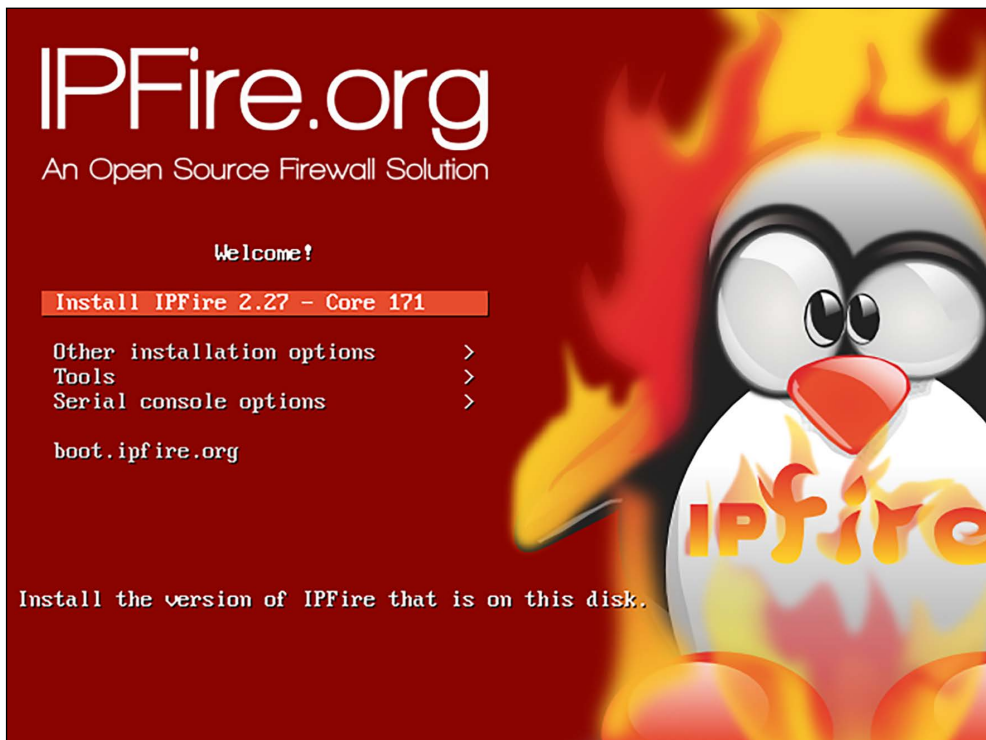 IPFire.org
An Open Source Firewall Solution
Welcome!
Install IPFire 2.27 - Core 171
Other installation options >
Tools >
Serial console options >
boot.ipfire.org
IPfire
Install the version of IPFire that is on this disk.